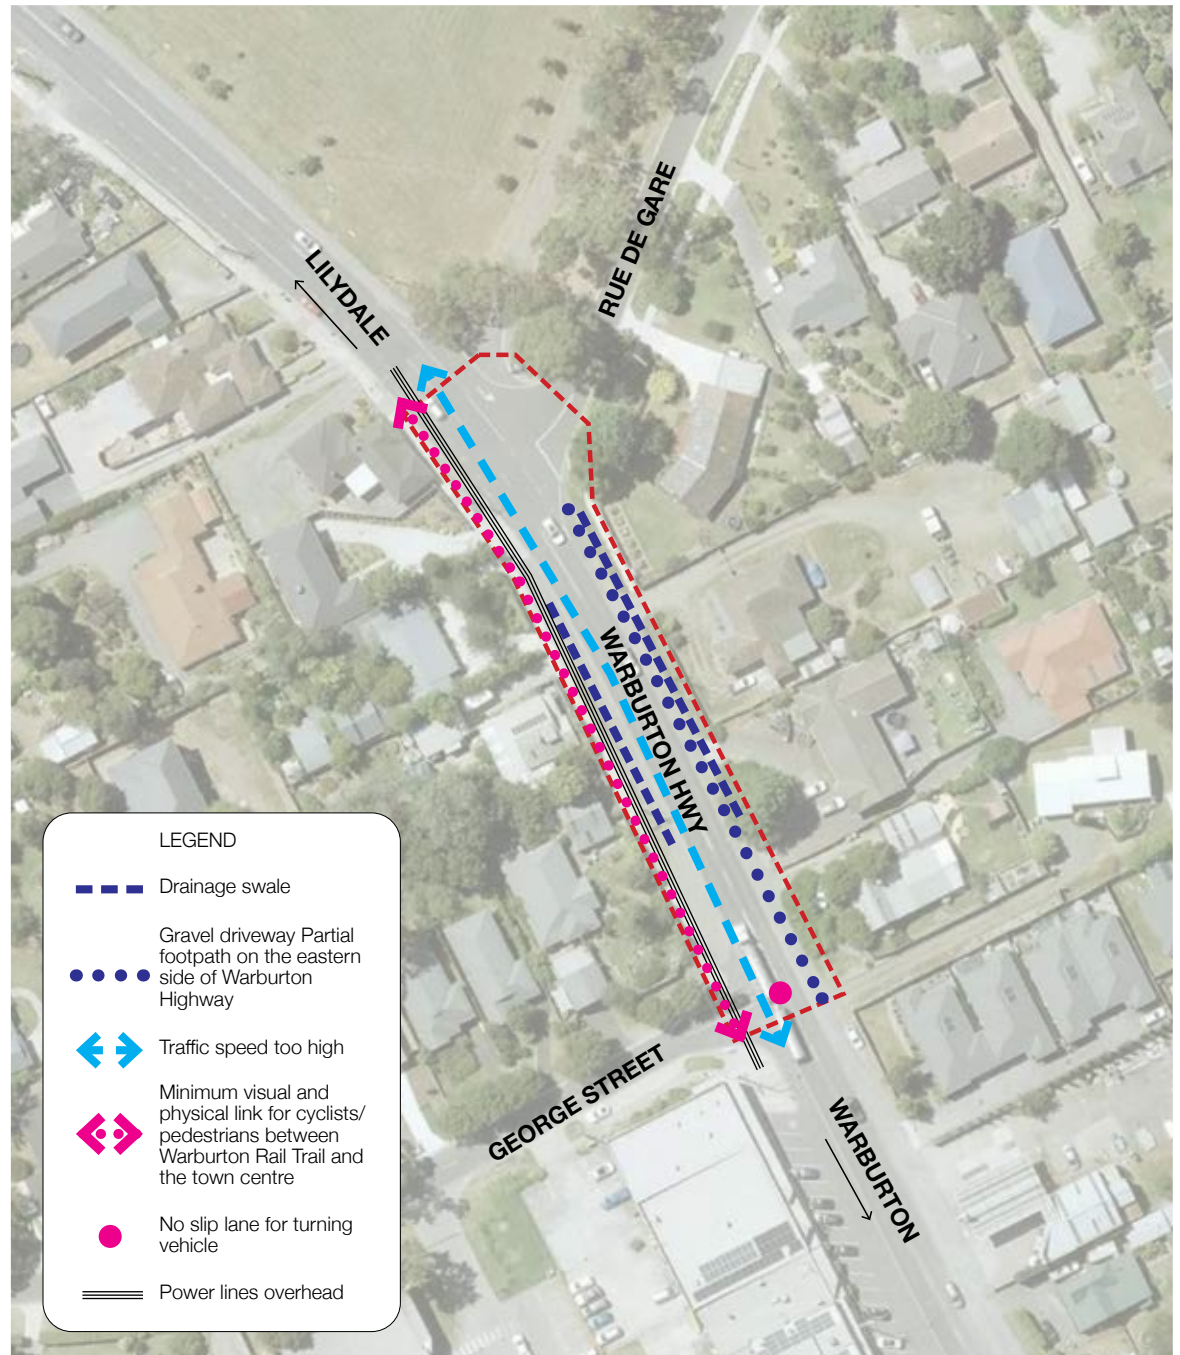 RUE DE GARE
LILYDALE
WARBURTON HWY
GEORGE STREET
WARBURTON
LEGEND
Drainage swale
Gravel driveway Partial
footpath on the eastern
side of Warburton
Highway
Traffic speed too high
Minimum visual and
physical link for cyclists/
pedestrians between
Warburton Rail Trail and
the town centre
No slip lane for turning
vehicle
Power lines overhead